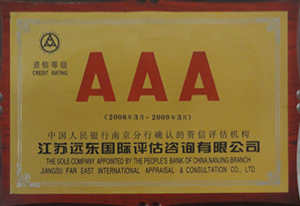 资信等级
CREDIT RATING
AAA
(2008年3月-2009年3月)
中国人民银行南京分行确认的资信评估机构
江苏远东国际评估咨询有限公司
THE SOLE COMPANY APPOINTED BY THE PEOPLE'S BANK OF CHINA, NANJING BRANCH
JIANGSU FAR EAST INTERNATIONAL APPRAISAL & CONSULTATION CO., LTD.